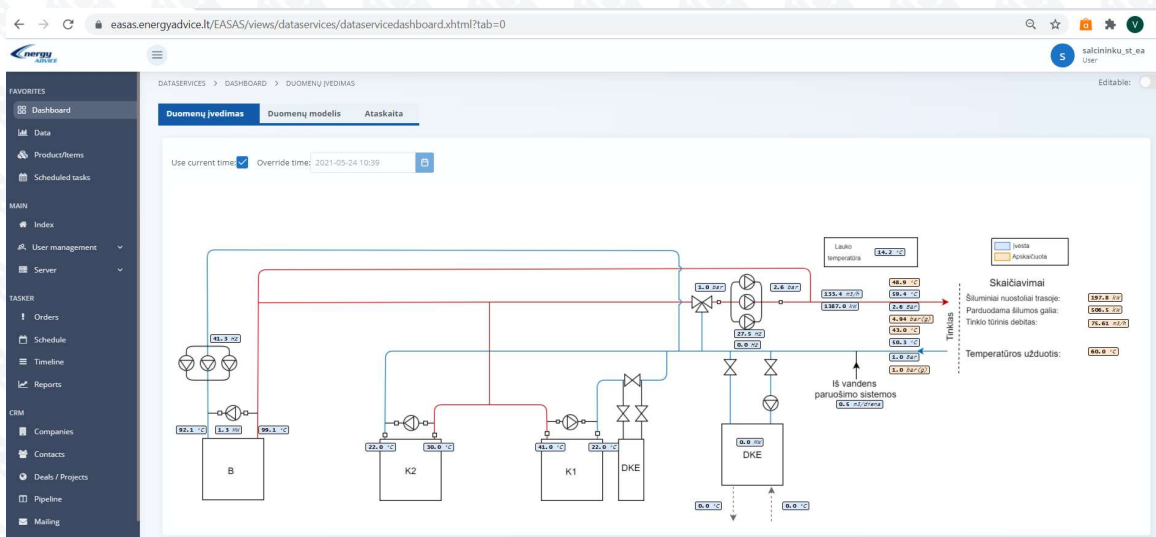 easas.energyadvice.lt/EASAS/views/dataservices/dataservicedashboard.xhtml?tab=0
V
nergy
ADVICE
S
salcininku_st_ea
User
DATASERVICES > DASHBOARD > DUOMENŲ ĮVEDIMAS
Editable:
FAVORITES
Dashboard
Data
Product/Items
Scheduled tasks
MAIN
Index
User management
Server
TASKER
Orders
Schedule
Timeline
Reports
CRM
Companies
Contacts
Deals / Projects
Pipeline
Mailing
Duomenų įvedimas Duomenų modelis Ataskaita
Use current time: Override time: 2021-05-24 10:39
Lauko
temperatūra
14.2 °C
Įvesta
Apskaičiuota
1.0 bar
2.6 bar
133.4 m3/h
1387.0 kW
27.5 Hz
0.0 Hz
48.9 °C
59.4 °C
2.6 Bar
4.94 bar(g)
43.0 °C
50.3 °C
1.0 Bar
1.0 bar(g)
Tinklas
Skaičiavimai
Šiluminiai nuostoliai trasoje: 197.8 kW
Parduodama šilumos galia: 506.5 kW
Tinklo tūrinis debitas: 75.61 m3/h
Temperatūros užduotis: 60.0 °C
41.3 Hz
Iš vandens
paruošimo sistemos
0.5 m3/diena
92.1 °C 1.3 MW 99.1 °C
22.0 °C 30.0 °C
41.0 °C 22.0 °C
0.0 MW
B
K2
K1
DKE
DKE
0.0 °C 0.0 °C